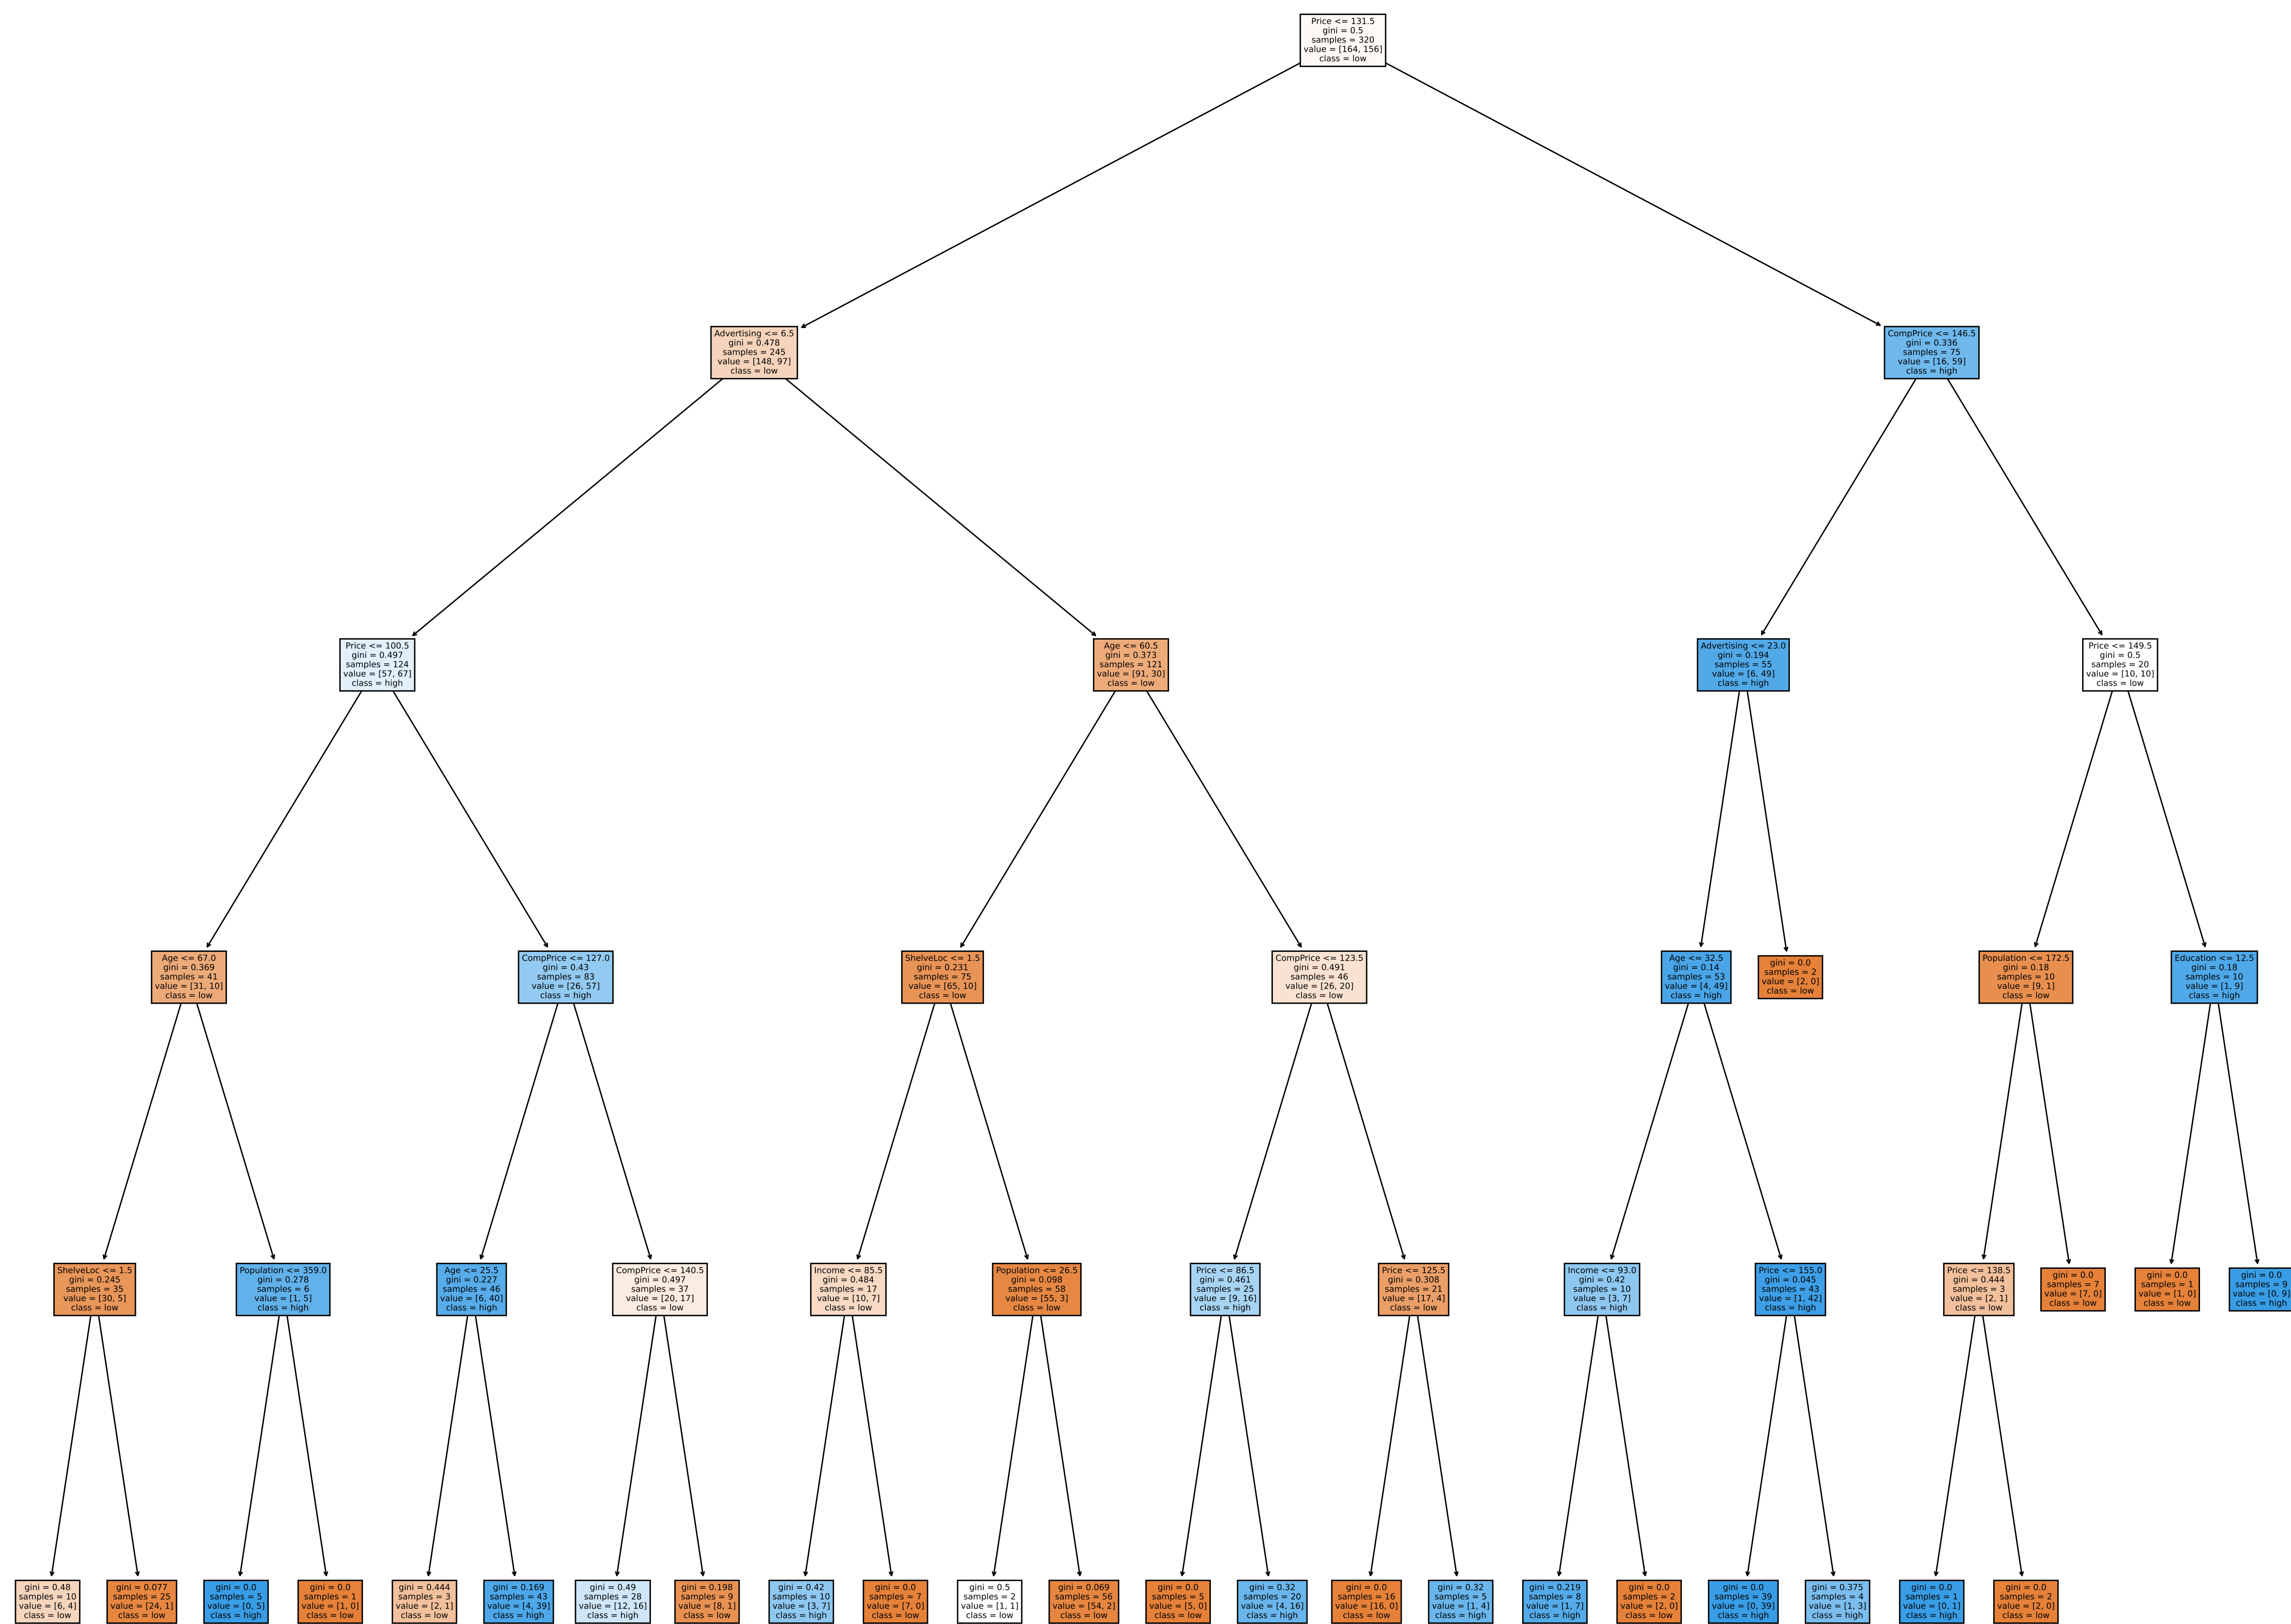 Price <= 131.5
gini = 0.5
samples = 320
value = [164, 156]
class = low
Advertising <= 6.5
gini = 0.478
samples = 245
value = [148, 97]
class = low
CompPrice <= 146.5
gini = 0.336
samples = 75
value = [16, 59]
class = high
Price <= 100.5
gini = 0.497
samples = 124
value = [57, 67]
class = high
Age <= 60.5
gini = 0.373
samples = 121
value = [91, 30]
class = low
Advertising <= 23.0
gini = 0.194
samples = 55
value = [6, 49]
class = high
Price <= 149.5
gini = 0.5
samples = 20
value = [10, 10]
class = low
Age <= 67.0
gini = 0.369
samples = 41
value = [31, 10]
class = low
CompPrice <= 127.0
gini = 0.43
samples = 83
value = [26, 57]
class = high
ShelveLoc <= 1.5
gini = 0.231
samples = 75
value = [65, 10]
class = low
CompPrice <= 123.5
gini = 0.491
samples = 46
value = [26, 20]
class = low
Age <= 32.5
gini = 0.14
samples = 53
value = [4, 49]
class = high
gini = 0.0
samples = 2
value = [2, 0]
class = low
Population <= 172.5
gini = 0.18
samples = 10
value = [9, 1]
class = low
Education <= 12.5
gini = 0.18
samples = 10
value = [1, 9]
class = high
ShelveLoc <= 1.5
gini = 0.245
samples = 35
value = [30, 5]
class = low
Population <= 359.0
gini = 0.278
samples = 6
value = [1, 5]
class = high
Age <= 25.5
gini = 0.227
samples = 46
value = [6, 40]
class = high
CompPrice <= 140.5
gini = 0.497
samples = 37
value = [20, 17]
class = low
Income <= 85.5
gini = 0.484
samples = 17
value = [10, 7]
class = low
Population <= 26.5
gini = 0.098
samples = 58
value = [55, 3]
class = low
Price <= 86.5
gini = 0.461
samples = 25
value = [9, 16]
class = high
Price <= 125.5
gini = 0.308
samples = 21
value = [17, 4]
class = low
Income <= 93.0
gini = 0.42
samples = 10
value = [3, 7]
class = high
Price <= 155.0
gini = 0.045
samples = 43
value = [1, 42]
class = high
Price <= 138.5
gini = 0.444
samples = 3
value = [2, 1]
class = low
gini = 0.0
samples = 7
value = [7, 0]
class = low
gini = 0.0
samples = 1
value = [1, 0]
class = low
gini = 0.0
samples = 9
value = [0, 9]
class = high
gini = 0.48
samples = 10
value = [6, 4]
class = low
gini = 0.077
samples = 25
value = [24, 1]
class = low
gini = 0.0
samples = 5
value = [0, 5]
class = high
gini = 0.0
samples = 1
value = [1, 0]
class = low
gini = 0.444
samples = 3
value = [2, 1]
class = low
gini = 0.169
samples = 43
value = [4, 39]
class = high
gini = 0.49
samples = 28
value = [12, 16]
class = high
gini = 0.198
samples = 9
value = [8, 1]
class = low
gini = 0.42
samples = 10
value = [3, 7]
class = high
gini = 0.0
samples = 7
value = [7, 0]
class = low
gini = 0.5
samples = 2
value = [1, 1]
class = low
gini = 0.069
samples = 56
value = [54, 2]
class = low
gini = 0.0
samples = 5
value = [5, 0]
class = low
gini = 0.32
samples = 20
value = [4, 16]
class = high
gini = 0.0
samples = 16
value = [16, 0]
class = low
gini = 0.32
samples = 5
value = [1, 4]
class = high
gini = 0.219
samples = 8
value = [1, 7]
class = high
gini = 0.0
samples = 2
value = [2, 0]
class = low
gini = 0.0
samples = 39
value = [0, 39]
class = high
gini = 0.375
samples = 4
value = [1, 3]
class = high
gini = 0.0
samples = 1
value = [0, 1]
class = high
gini = 0.0
samples = 2
value = [2, 0]
class = low